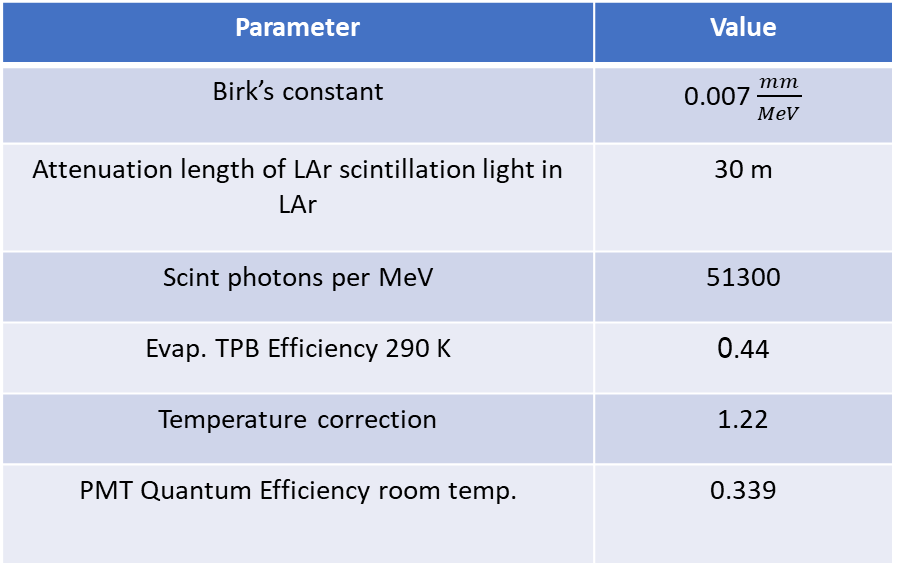 Parameter Value
Birk's constant 0.007 mm/MeV
Attenuation length of LAr scintillation light in 30 m
LAr
Scint photons per MeV 51300
Evap. TPB Efficiency 290 K 0.44
Temperature correction 1.22
PMT Quantum Efficiency room temp. 0.339